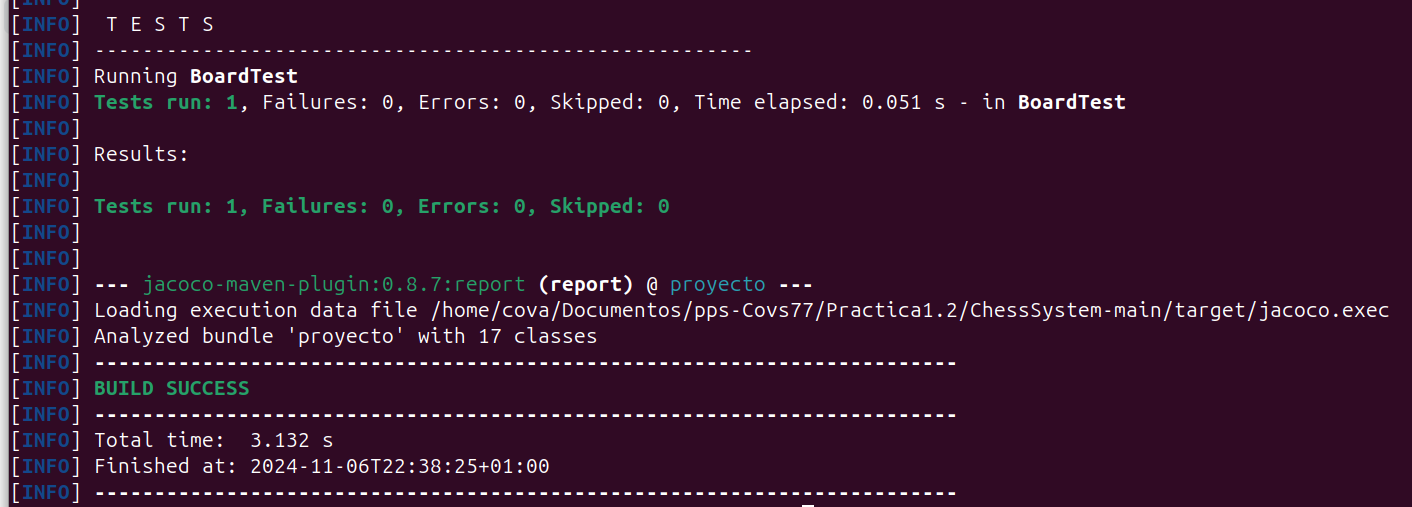 [INFO]
[INFO]  T E S T S
[INFO] -------------------------------------------------------
[INFO] Running BoardTest
[INFO] Tests run: 1, Failures: 0, Errors: 0, Skipped: 0, Time elapsed: 0.051 s - in BoardTest
[INFO]
[INFO] Results:
[INFO]
[INFO] Tests run: 1, Failures: 0, Errors: 0, Skipped: 0
[INFO]
[INFO]
[INFO] --- jacoco-maven-plugin:0.8.7:report (report) @ proyecto ---
[INFO] Loading execution data file /home/cova/Documentos/pps-Covs77/Practica1.2/ChessSystem-main/target/jacoco.exec
[INFO] Analyzed bundle 'proyecto' with 17 classes
[INFO] ------------------------------------------------------------------------
[INFO] BUILD SUCCESS
[INFO] ------------------------------------------------------------------------
[INFO] Total time:  3.132 s
[INFO] Finished at: 2024-11-06T22:38:25+01:00
[INFO] ------------------------------------------------------------------------